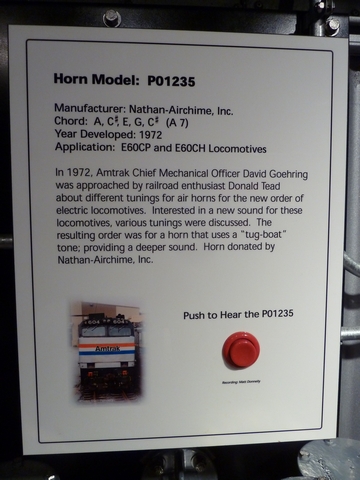 Horn Model: P01235
Manufacturer: Nathan-Airchime, Inc.
Chord: A, C♯, E, G, C♯ (A 7)
Year Developed: 1972
Application: E60CP and E60CH Locomotives
In 1972, Amtrak Chief Mechanical Officer David Goehring
was approached by railroad enthusiast Donald Tead
about different tunings for air horns for the new order of
electric locomotives. Interested in a new sound for these
locomotives, various tunings were discussed. The
resulting order was for a horn that uses a "tug-boat"
tone; providing a deeper sound. Horn donated by
Nathan-Airchime, Inc.
Push to Hear the P01235
Amtrak